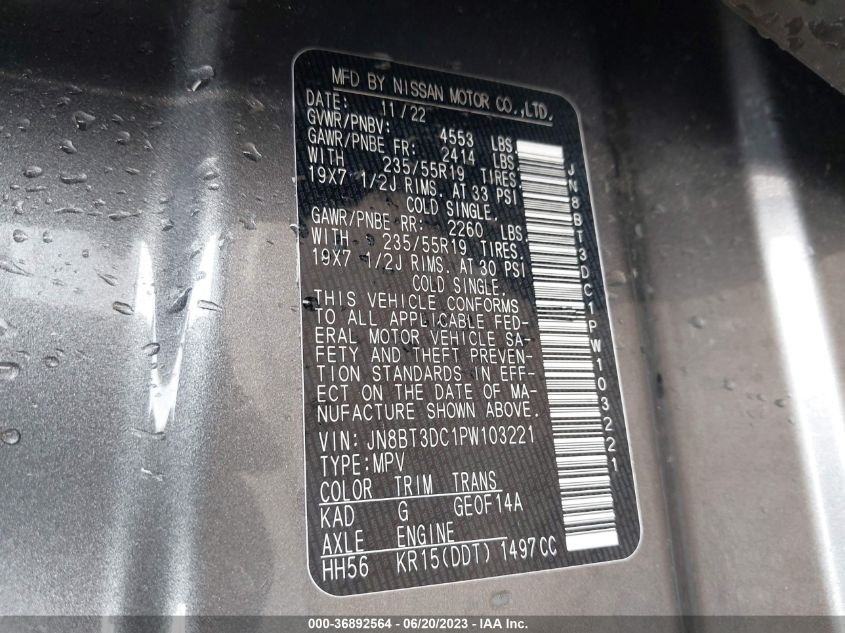 MFD BY NISSAN MOTOR CO.,LTD.
DATE: 11/22
GVWR/PNBV: 4553 LBS.
GAWR/PNBE FR: 2414 LBS.
WITH 235/55R19 TIRES.
19X7 1/2J RIMS. AT 33 PSI
COLD SINGLE.
GAWR/PNBE RR: 2260 LBS.
WITH 235/55R19 TIRES.
19X7 1/2J RIMS. AT 30 PSI
COLD SINGLE.
THIS VEHICLE CONFORMS
TO ALL APPLICABLE FED-
ERAL MOTOR VEHICLE SA-
FETY AND THEFT PREVEN-
TION STANDARDS IN EFF-
ECT ON THE DATE OF MA-
NUFACTURE SHOWN ABOVE.
VIN: JN8BT3DC1PW103221
TYPE:MPV
COLOR TRIM TRANS
KAD G GE0F14A
AXLE ENGINE
HH56 KR15(DDT) 1497CC
JN8BT3DC1PW103221
000-36892564 - 06/20/2023 - IAAI.COM